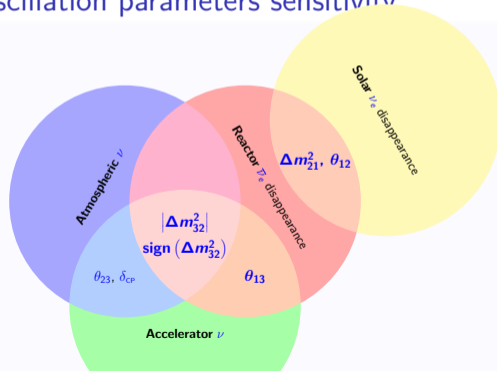 scillation parameters sensitivity
Solar νₑ disappearance
Reactor ν̄ₑ disappearance
Atmospheric ν
Δm²₂₁, θ₁₂
|Δm²₃₂|
sign (Δm²₃₂)
θ₂₃, δCP
θ₁₃
Accelerator ν